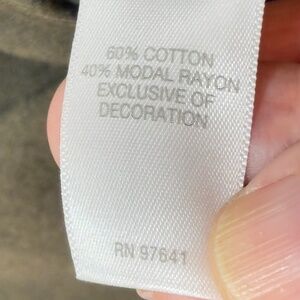 60% COTTON
40% MODAL RAYON
EXCLUSIVE OF
DECORATION
RN 97641